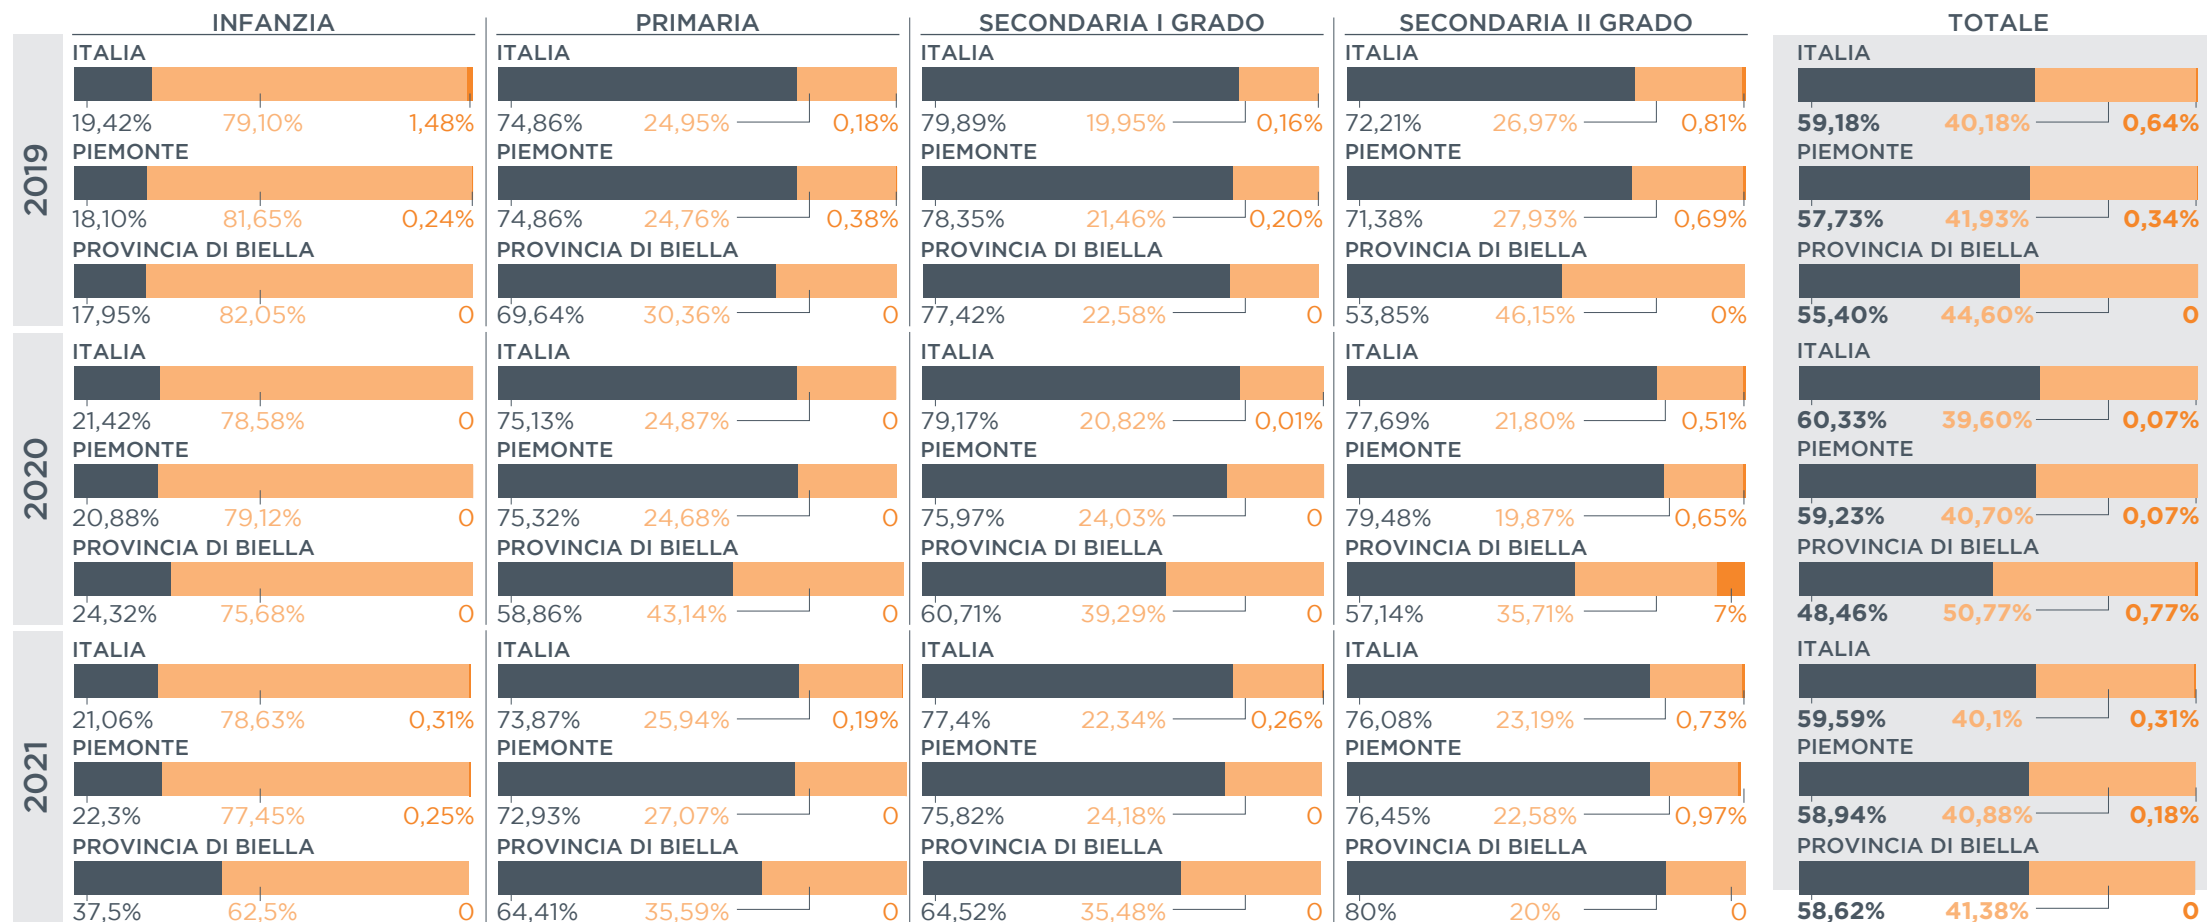 INFANZIA PRIMARIA SECONDARIA I GRADO SECONDARIA II GRADO TOTALE
2019
ITALIA ITALIA ITALIA ITALIA ITALIA
19,42% 79,10% 1,48% 74,86% 24,95% 0,18% 79,89% 19,95% 0,16% 72,21% 26,97% 0,81% 59,18% 40,18% 0,64%
PIEMONTE PIEMONTE PIEMONTE PIEMONTE PIEMONTE
18,10% 81,65% 0,24% 74,86% 24,76% 0,38% 78,35% 21,46% 0,20% 71,38% 27,93% 0,69% 57,73% 41,93% 0,34%
PROVINCIA DI BIELLA PROVINCIA DI BIELLA PROVINCIA DI BIELLA PROVINCIA DI BIELLA PROVINCIA DI BIELLA
17,95% 82,05% 0 69,64% 30,36% 0 77,42% 22,58% 0 53,85% 46,15% 0% 55,40% 44,60% 0
2020
ITALIA ITALIA ITALIA ITALIA ITALIA
21,42% 78,58% 0 75,13% 24,87% 0 79,17% 20,82% 0,01% 77,69% 21,80% 0,51% 60,33% 39,60% 0,07%
PIEMONTE PIEMONTE PIEMONTE PIEMONTE PIEMONTE
20,88% 79,12% 0 75,32% 24,68% 0 75,97% 24,03% 0 79,48% 19,87% 0,65% 59,23% 40,70% 0,07%
PROVINCIA DI BIELLA PROVINCIA DI BIELLA PROVINCIA DI BIELLA PROVINCIA DI BIELLA PROVINCIA DI BIELLA
24,32% 75,68% 0 58,86% 43,14% 0 60,71% 39,29% 0 57,14% 35,71% 7% 48,46% 50,77% 0,77%
2021
ITALIA ITALIA ITALIA ITALIA ITALIA
21,06% 78,63% 0,31% 73,87% 25,94% 0,19% 77,4% 22,34% 0,26% 76,08% 23,19% 0,73% 59,59% 40,1% 0,31%
PIEMONTE PIEMONTE PIEMONTE PIEMONTE PIEMONTE
22,3% 77,45% 0,25% 72,93% 27,07% 0 75,82% 24,18% 0 76,45% 22,58% 0,97% 58,94% 40,88% 0,18%
PROVINCIA DI BIELLA PROVINCIA DI BIELLA PROVINCIA DI BIELLA PROVINCIA DI BIELLA PROVINCIA DI BIELLA
37,5% 62,5% 0 64,41% 35,59% 0 64,52% 35,48% 0 80% 20% 0 58,62% 41,38% 0